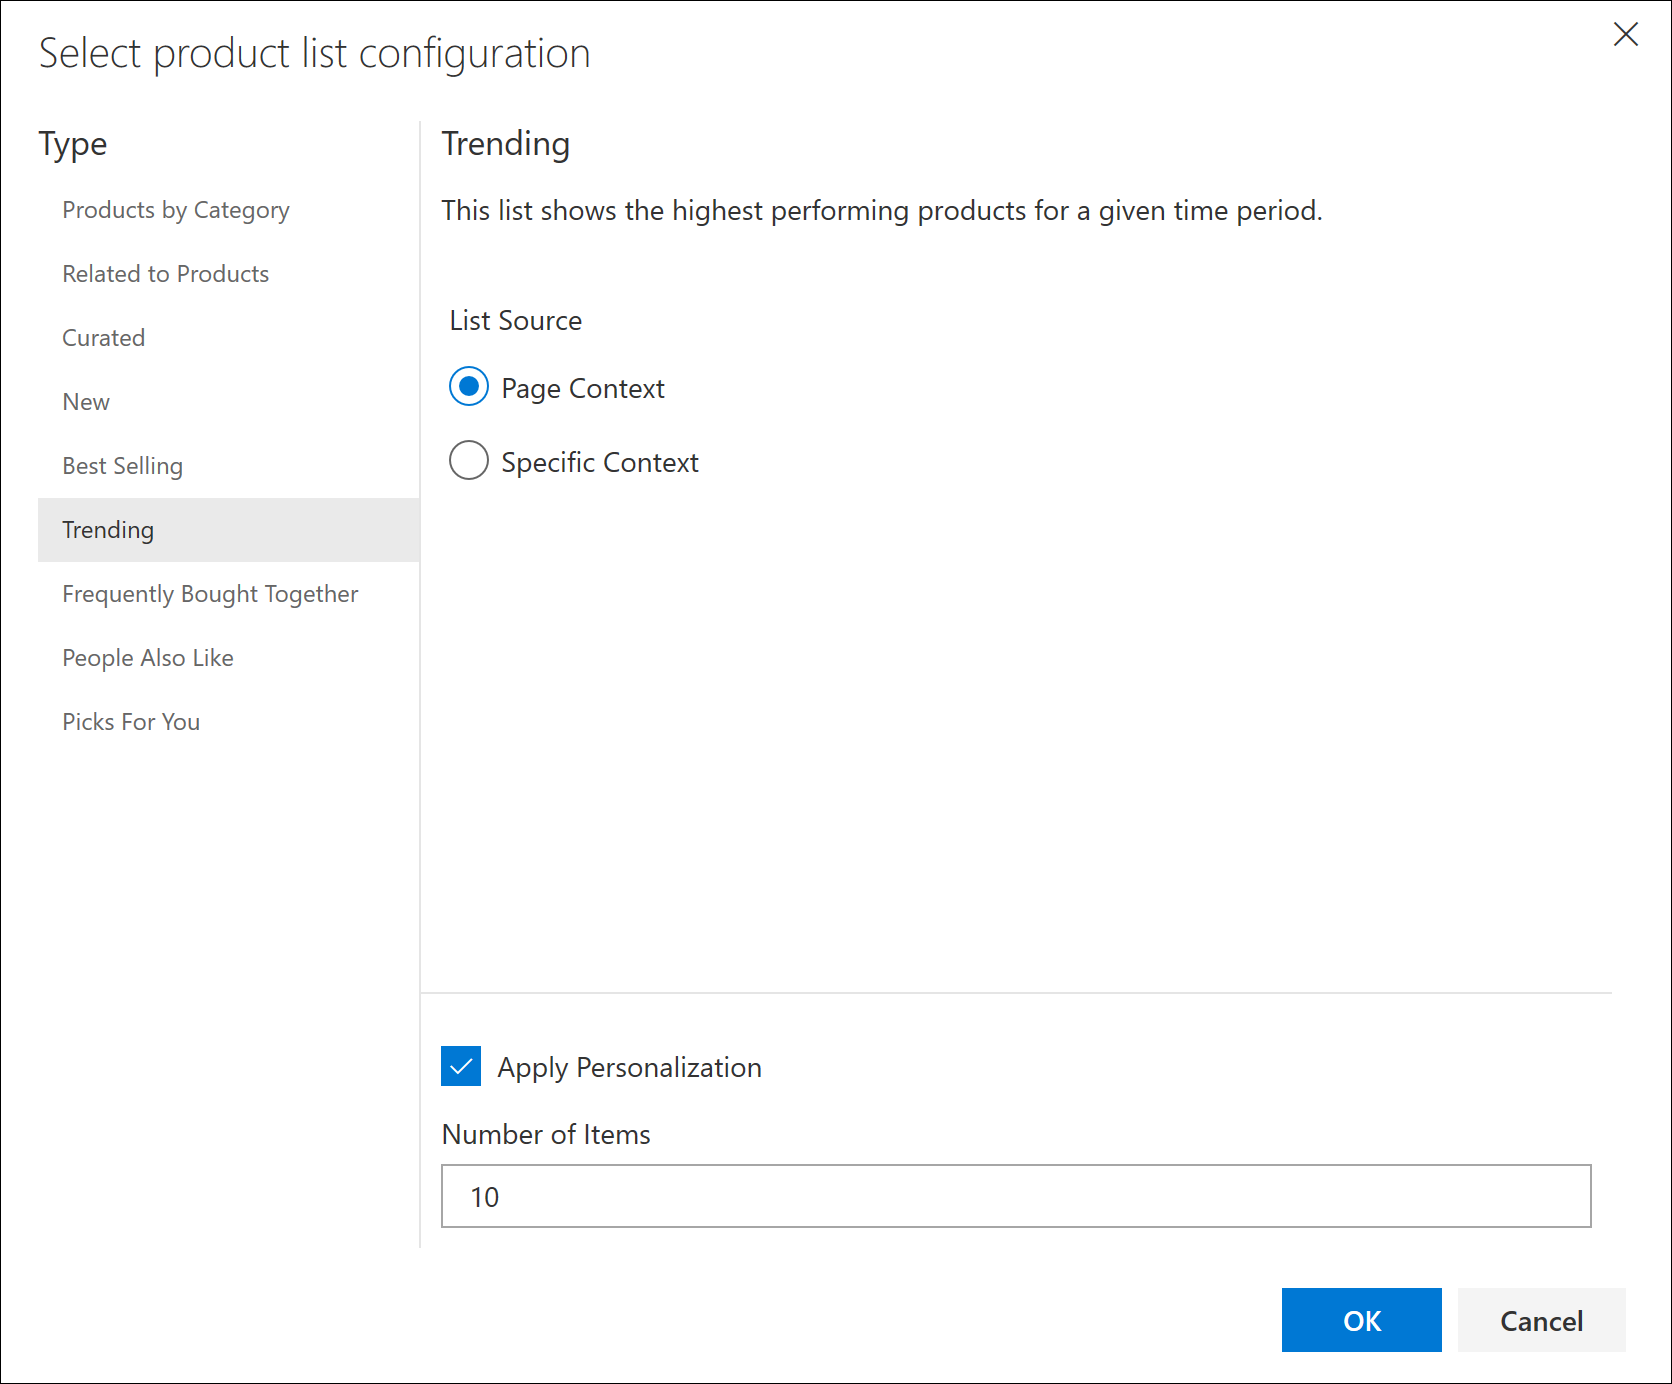 Select product list configuration
Type
Products by Category
Related to Products
Curated
New
Best Selling
Trending
Frequently Bought Together
People Also Like
Picks For You
Trending
This list shows the highest performing products for a given time period.
List Source
Page Context
Specific Context
Apply Personalization
Number of Items
10
OK
Cancel